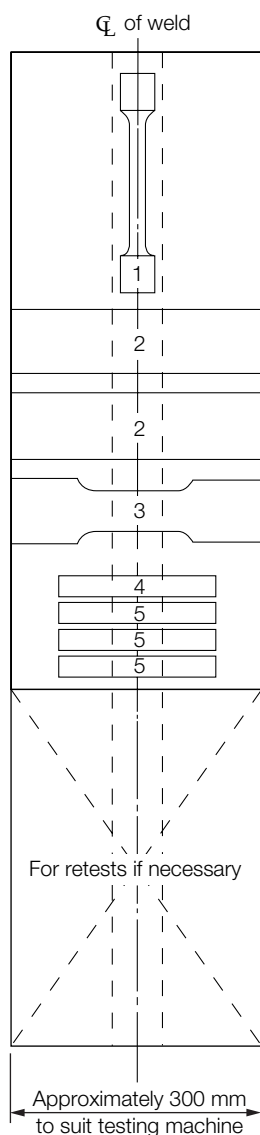 ℄ of weld
1
2
2
3
4
5
5
5
For retests if necessary
Approximately 300 mm
to suit testing machine